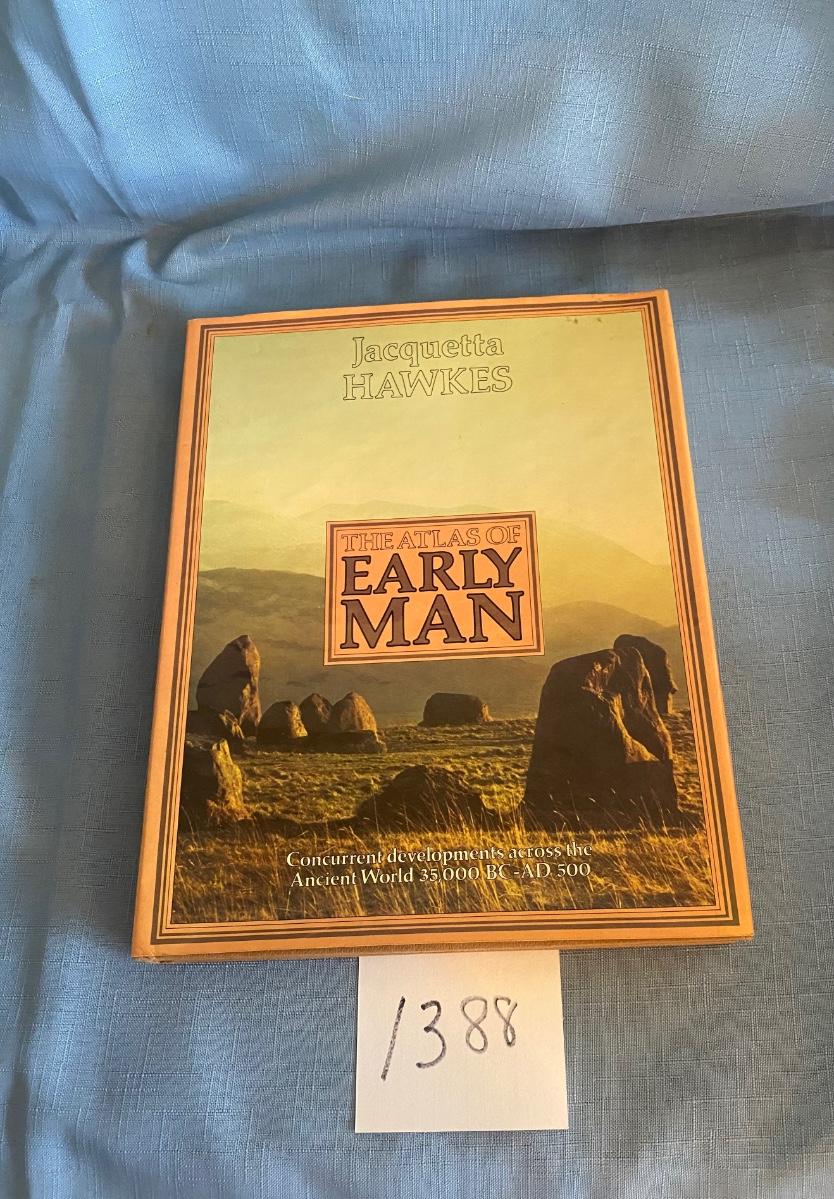 Jacquetta
HAWKES
THE ATLAS OF
EARLY
MAN
Concurrent developments across the
Ancient World 35,000 BC-AD 500
1388